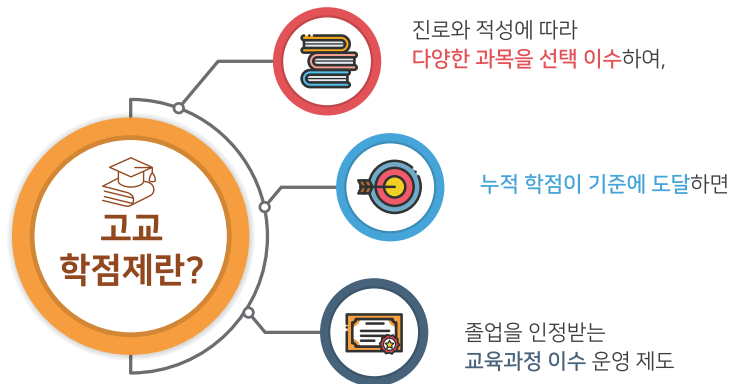 고교
학점제란?
진로와 적성에 따라
다양한 과목을 선택 이수하여,
누적 학점이 기준에 도달하면
졸업을 인정받는
교육과정 이수 운영 제도